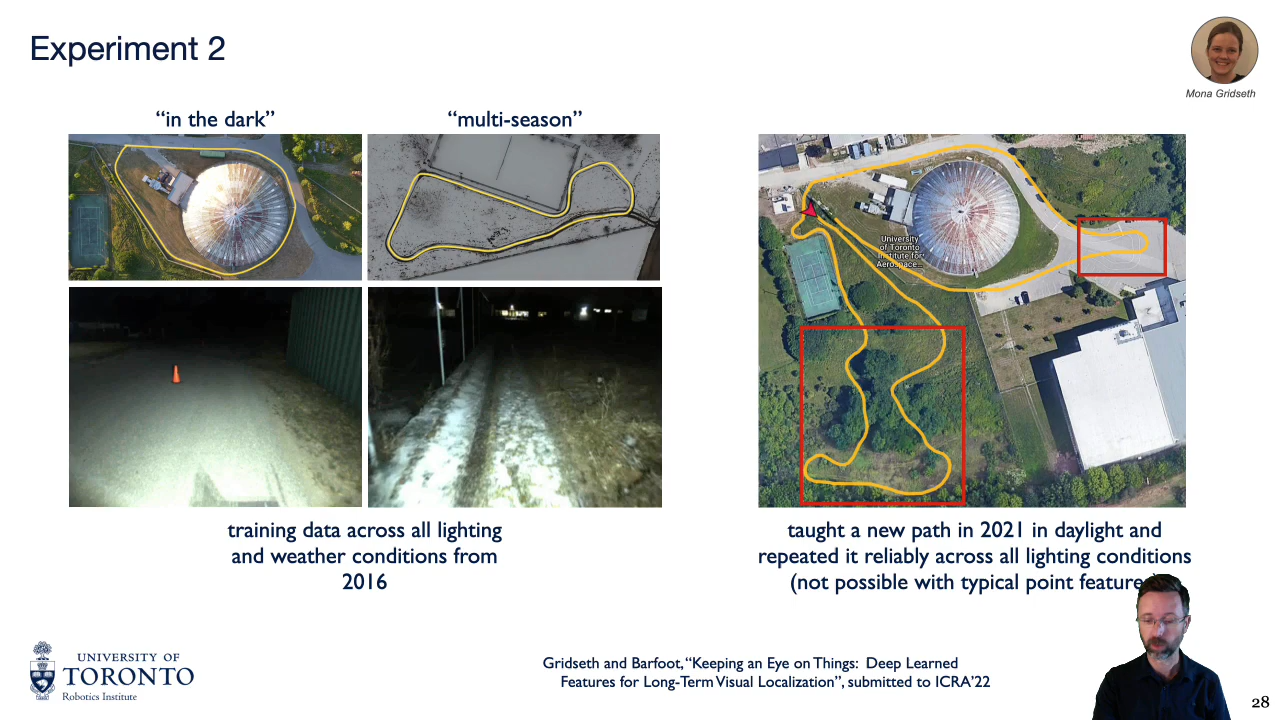 Experiment 2
Mona Gridseth
“in the dark”
“multi-season”
University
of Toronto
Institute for
Aerospace...
training data across all lighting
and weather conditions from
2016
taught a new path in 2021 in daylight and
repeated it reliably across all lighting conditions
(not possible with typical point
UNIVERSITY OF
TORONTO
Robotics Institute
Gridseth and Barfoot, “Keeping an Eye on Things: Deep Learned
Features for Long-Term Visual Localization”, submitted to ICRA’22
28